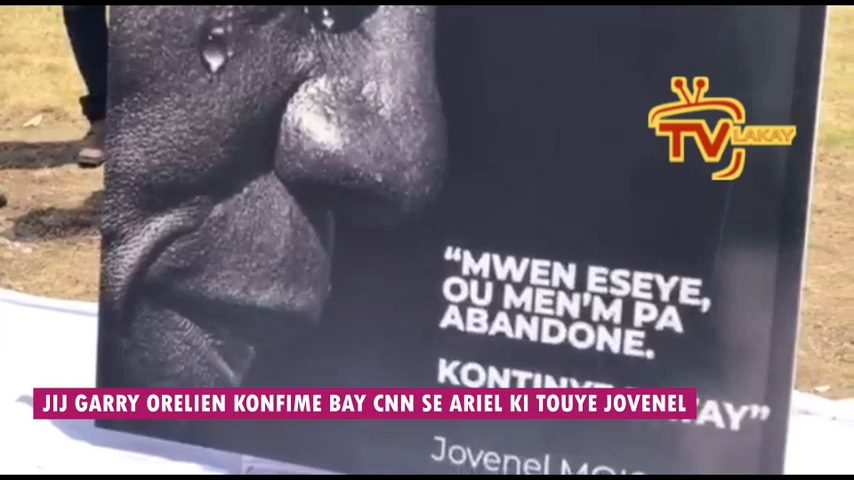 TV LAKAY
“MWEN ESEYE,
OU MEN'M PA
ABANDONE.
JIJ GARRY ORELIEN KONFIME BAY CNN SE ARIEL KI TOUYE JOVENEL
Jovenel